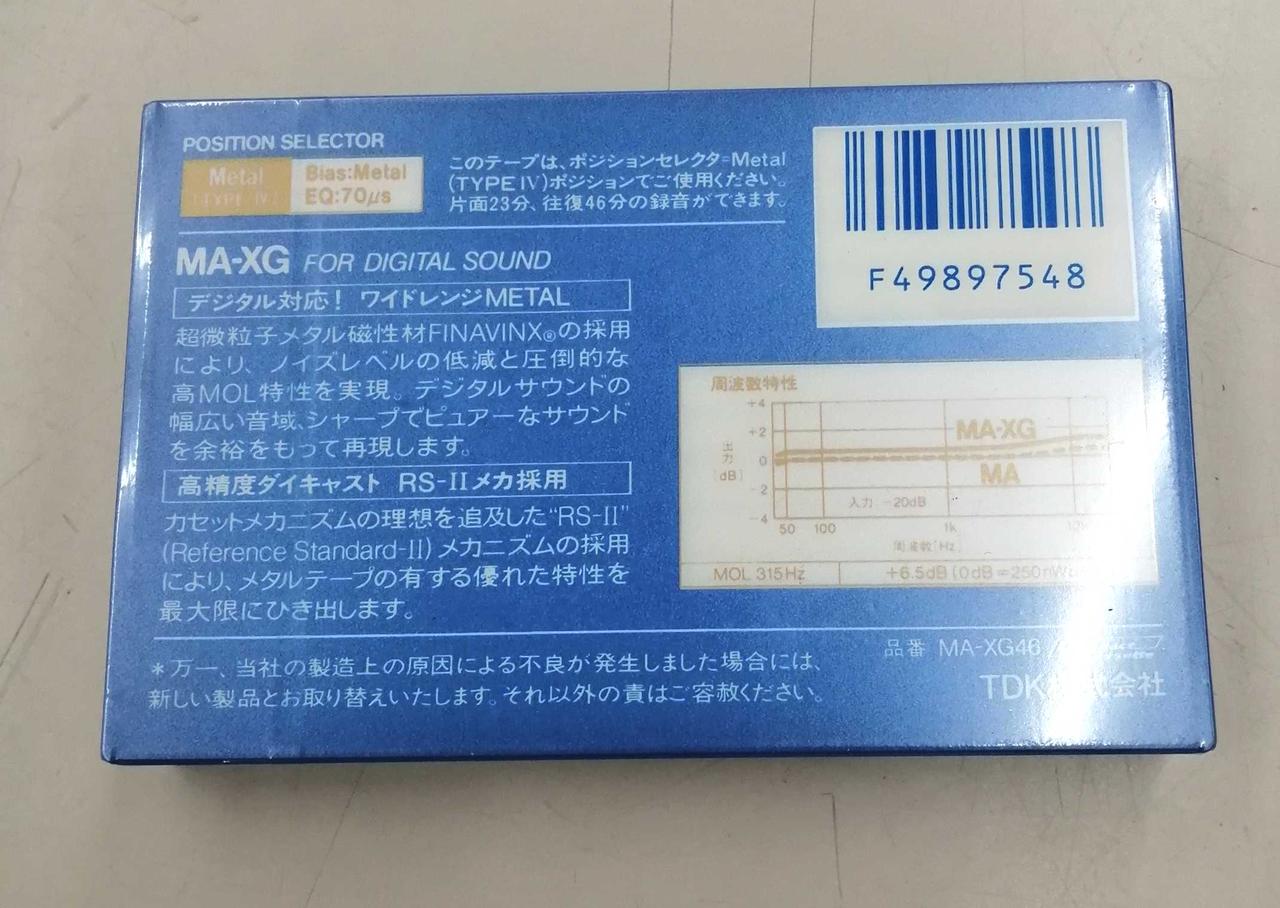 POSITION SELECTOR
Metal
(TYPE IV)
Bias:Metal
EQ:70μs
このテープは、ポジションセレクタ=Metal
(TYPE IV)ポジションでご使用ください。
片面23分、往復46分の録音ができます。
F49897548
MA-XG FOR DIGITAL SOUND
デジタル対応! ワイドレンジMETAL
超微粒子メタル磁性材FINAVINX®の採用
により、ノイズレベルの低減と圧倒的な
高MOL特性を実現。デジタルサウンドの
幅広い音域、シャープでピュアーなサウンド
を余裕をもって再現します。
高精度ダイキャスト RS-IIメカ採用
カセットメカニズムの理想を追及した"RS-II"
(Reference Standard-II)メカニズムの採用
により、メタルテープの有する優れた特性を
最大限にひき出します。
周波数特性
+4
+2
0
-2
-4
出力
[dB]
MA-XG
MA
入力 -20dB
50 100 1k 10k
周波数[Hz]
MOL 315Hz +6.5dB (0dB=250nW
*万一、当社の製造上の原因による不良が発生しました場合には、
新しい製品とお取り替えいたします。それ以外の責はご容赦ください。
品番 MA-XG46
TDK 会社